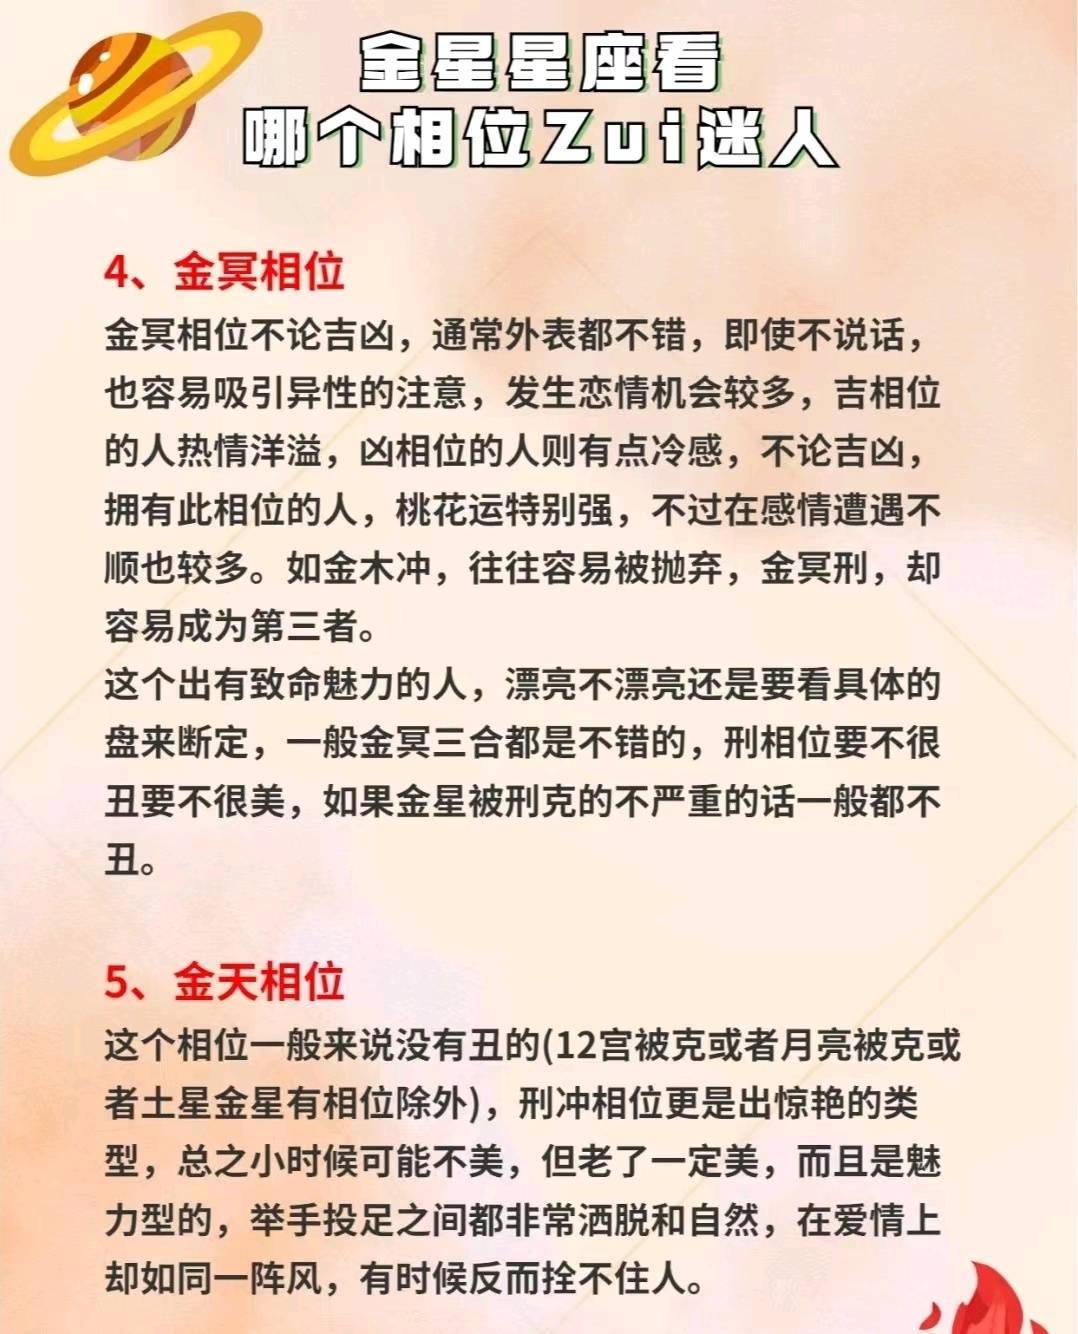 金星星座看
哪个相位Zui迷人
4、金冥相位
金冥相位不论吉凶，通常外表都不错，即使不说话，
也容易吸引异性的注意，发生恋情机会较多，吉相位
的人热情洋溢，凶相位的人则有点冷感，不论吉凶，
拥有此相位的人，桃花运特别强，不过在感情遭遇不
顺也较多。如金木冲，往往容易被抛弃，金冥刑，却
容易成为第三者。
这个出有致命魅力的人，漂亮不漂亮还是要看具体的
盘来断定，一般金冥三合都是不错的，刑相位要不很
丑要不很美，如果金星被刑克的不严重的话一般都不
丑。
5、金天相位
这个相位一般来说没有丑的(12宫被克或者月亮被克或
者土星金星有相位除外)，刑冲相位更是出惊艳的类
型，总之小时候可能不美，但老了一定美，而且是魅
力型的，举手投足之间都非常洒脱和自然，在爱情上
却如同一阵风，有时候反而拴不住人。